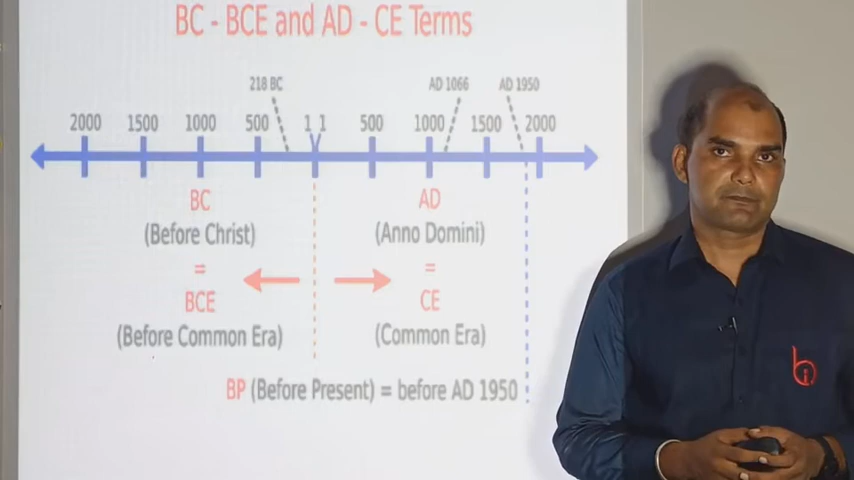 BC - BCE and AD - CE Terms
218 BC AD 1066 AD 1950
2000 1500 1000 500 1 1 500 1000 1500 2000
BC AD
(Before Christ) (Anno Domini)
= =
BCE CE
(Before Common Era) (Common Era)
BP (Before Present) = before AD 1950